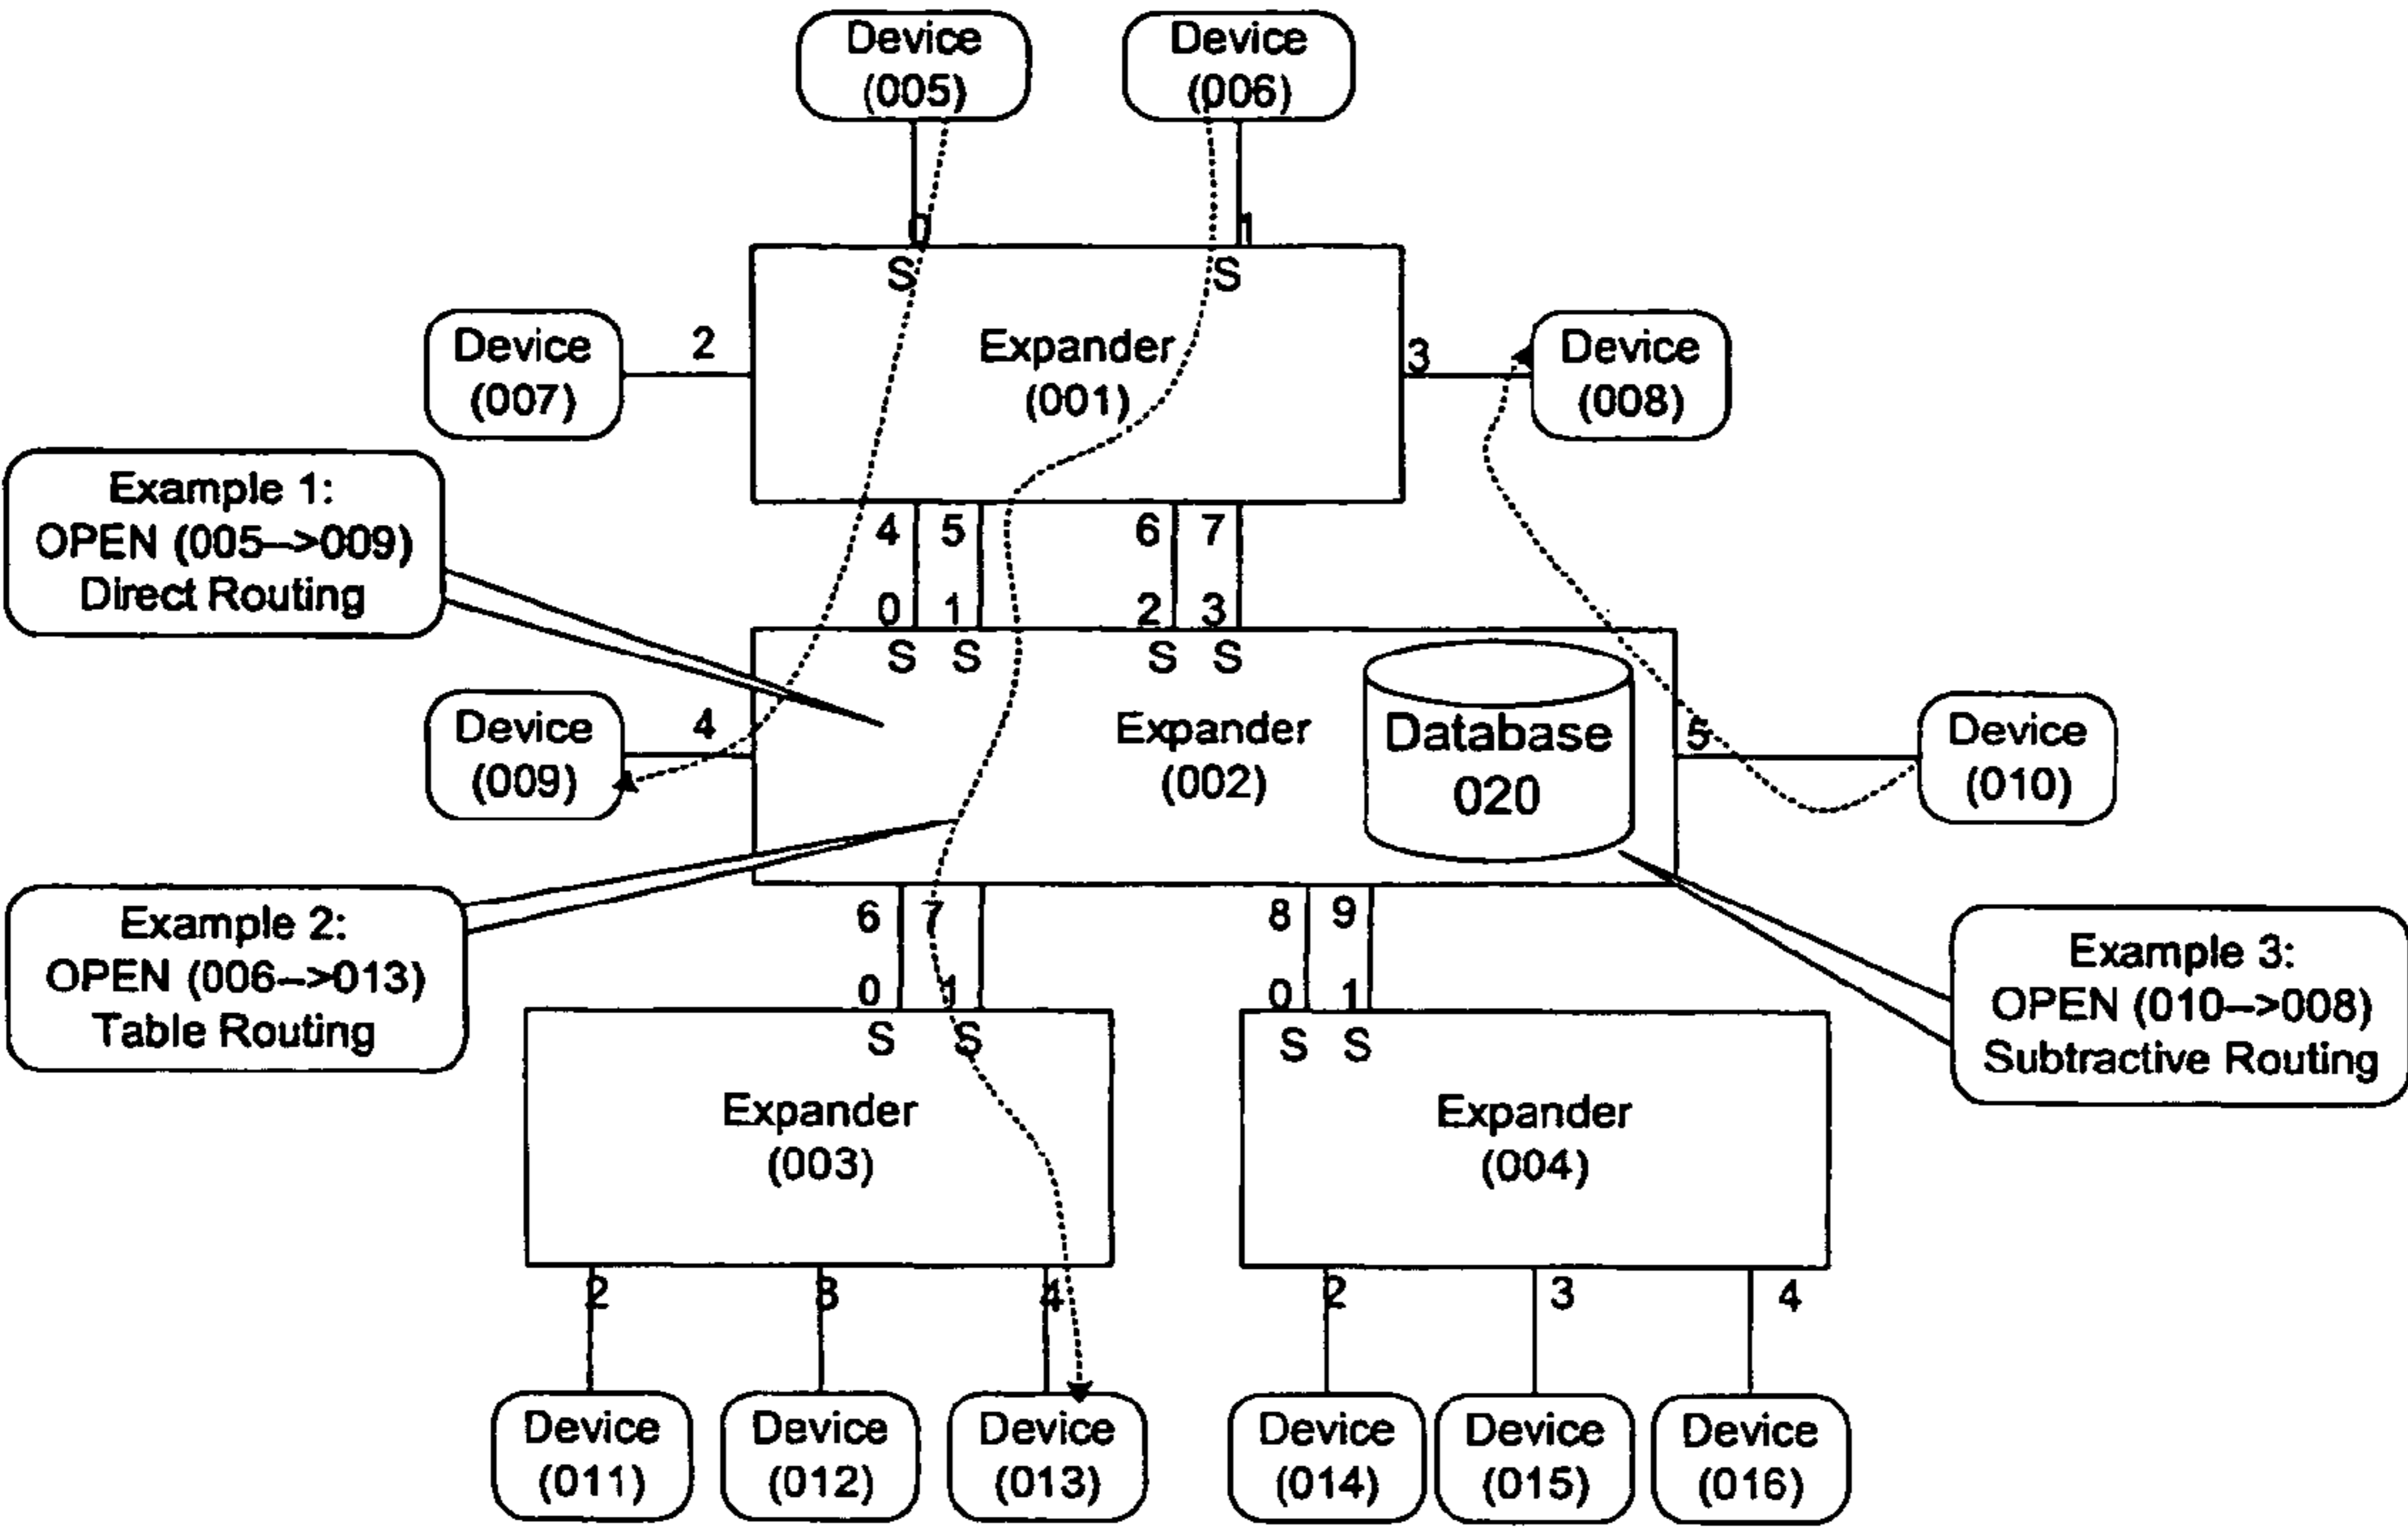 Device
(005)
Device
(006)
0
1
S
S
Device
(007)
2
Expander
(001)
3
Device
(008)
Example 1:
OPEN (005-->009)
Direct Routing
4
5
6
7
0
1
2
3
S
S
S
S
Device
(009)
4
Expander
(002)
Database
020
5
Device
(010)
Example 2:
OPEN (006-->013)
Table Routing
6
7
8
9
0
1
0
1
S
S
S
S
Example 3:
OPEN (010-->008)
Subtractive Routing
Expander
(003)
Expander
(004)
2
3
4
2
3
4
Device
(011)
Device
(012)
Device
(013)
Device
(014)
Device
(015)
Device
(016)